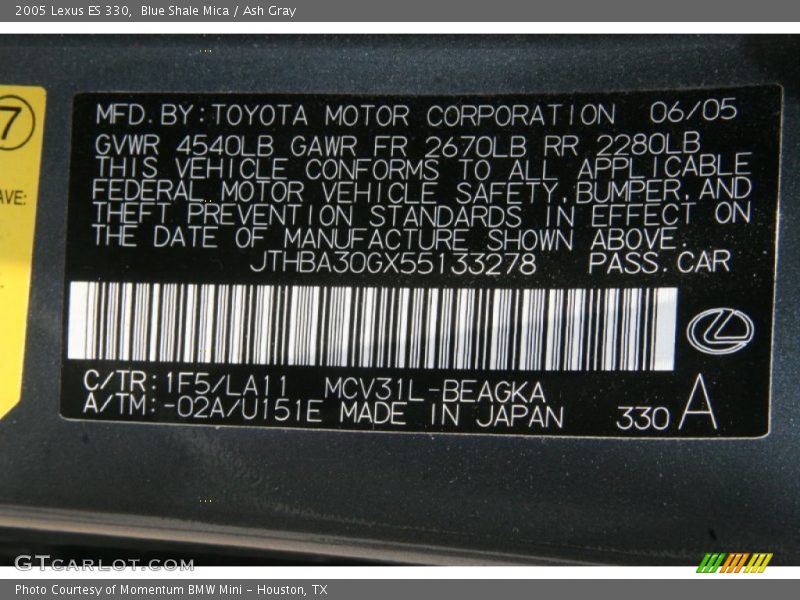 2005 Lexus ES 330,  Blue Shale Mica / Ash Gray
7
AVE:
MFD. BY: TOYOTA MOTOR CORPORATION 06/05
GVWR 4540LB GAWR FR 2670LB RR 2280LB
THIS VEHICLE CONFORMS TO ALL APPLICABLE
FEDERAL MOTOR VEHICLE SAFETY, BUMPER, AND
THEFT PREVENTION STANDARDS IN EFFECT ON
THE DATE OF MANUFACTURE SHOWN ABOVE.
JTHBA30GX55133278 PASS. CAR
C/TR: 1F5/LA11 MCV31L-BEAGKA
A/TM: -02A/U151E MADE IN JAPAN 330 A
GTCARLOT.COM
Photo Courtesy of Momentum BMW Mini - Houston, TX